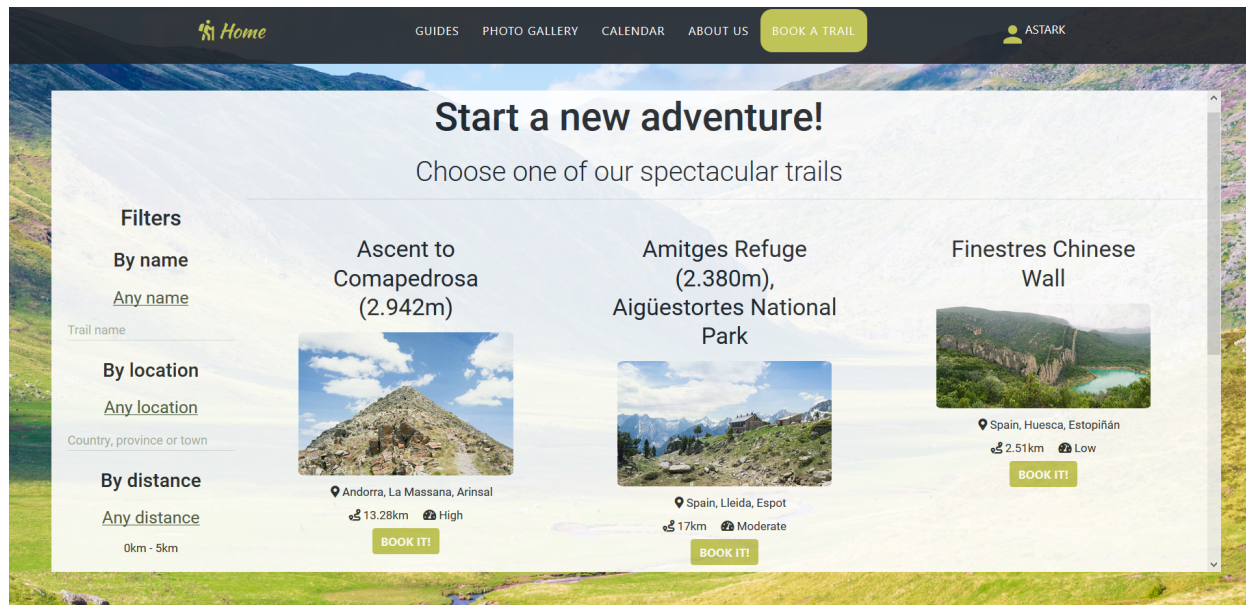 Home
GUIDES
PHOTO GALLERY
CALENDAR
ABOUT US
BOOK A TRAIL
ASTARK
Start a new adventure!
Choose one of our spectacular trails
Filters
By name
Any name
Trail name
By location
Any location
Country, province or town
By distance
Any distance
0km - 5km
Ascent to
Comapedrosa
(2.942m)
Andorra, La Massana, Arinsal
13.28km High
BOOK IT!
Amitges Refuge
(2.380m),
Aigüestortes National
Park
Spain, Lleida, Espot
17km Moderate
BOOK IT!
Finestres Chinese
Wall
Spain, Huesca, Estopiñán
2.51km Low
BOOK IT!